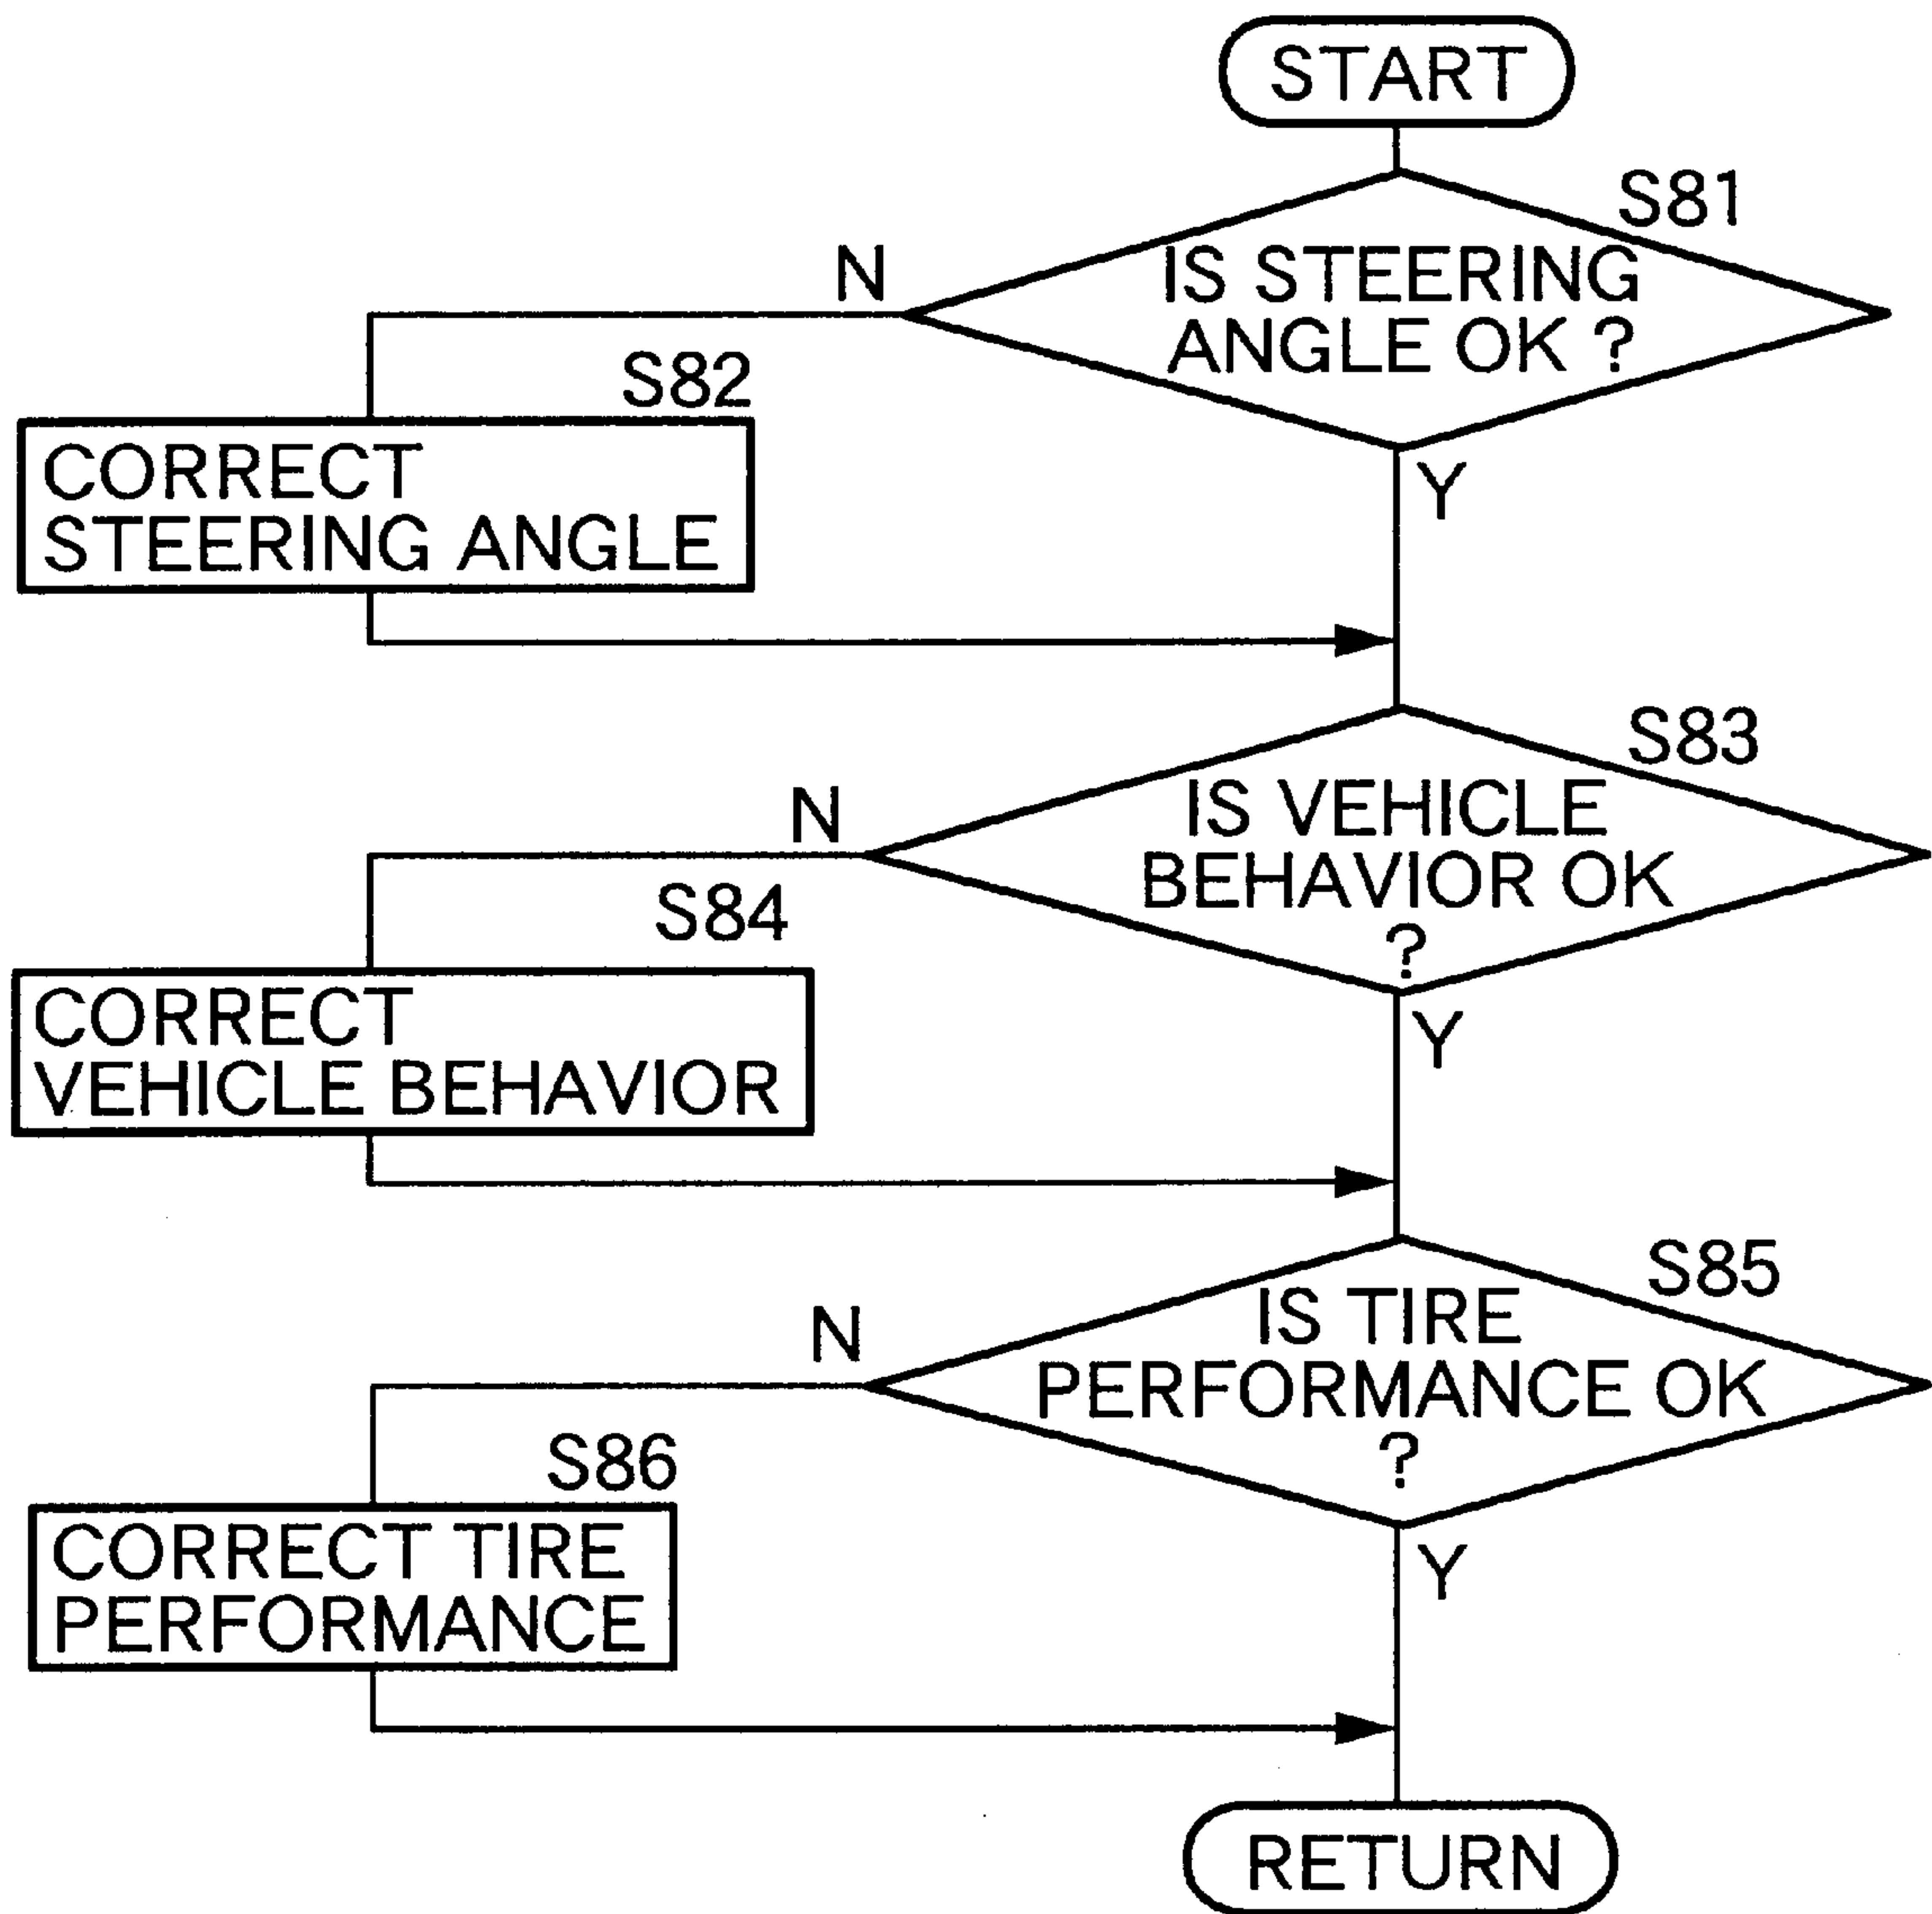 START
S81
N
IS STEERING
ANGLE OK ?
S82
Y
CORRECT
STEERING ANGLE
S83
N
IS VEHICLE
BEHAVIOR OK
?
S84
Y
CORRECT
VEHICLE BEHAVIOR
S85
N
IS TIRE
PERFORMANCE OK
?
S86
Y
CORRECT TIRE
PERFORMANCE
RETURN